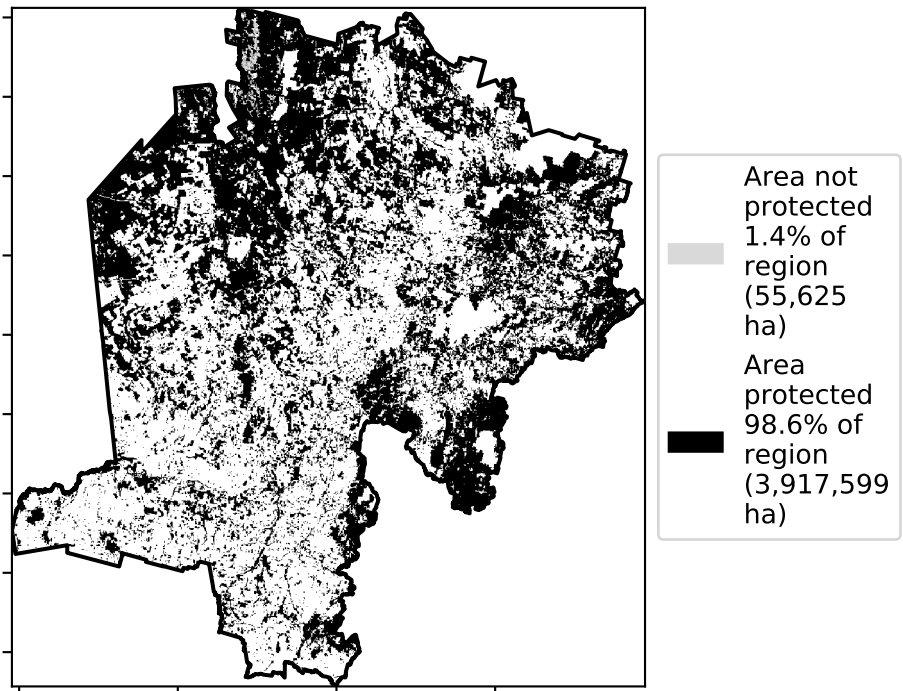 Area not
protected
1.4% of
region
(55,625
ha)
Area
protected
98.6% of
region
(3,917,599
ha)